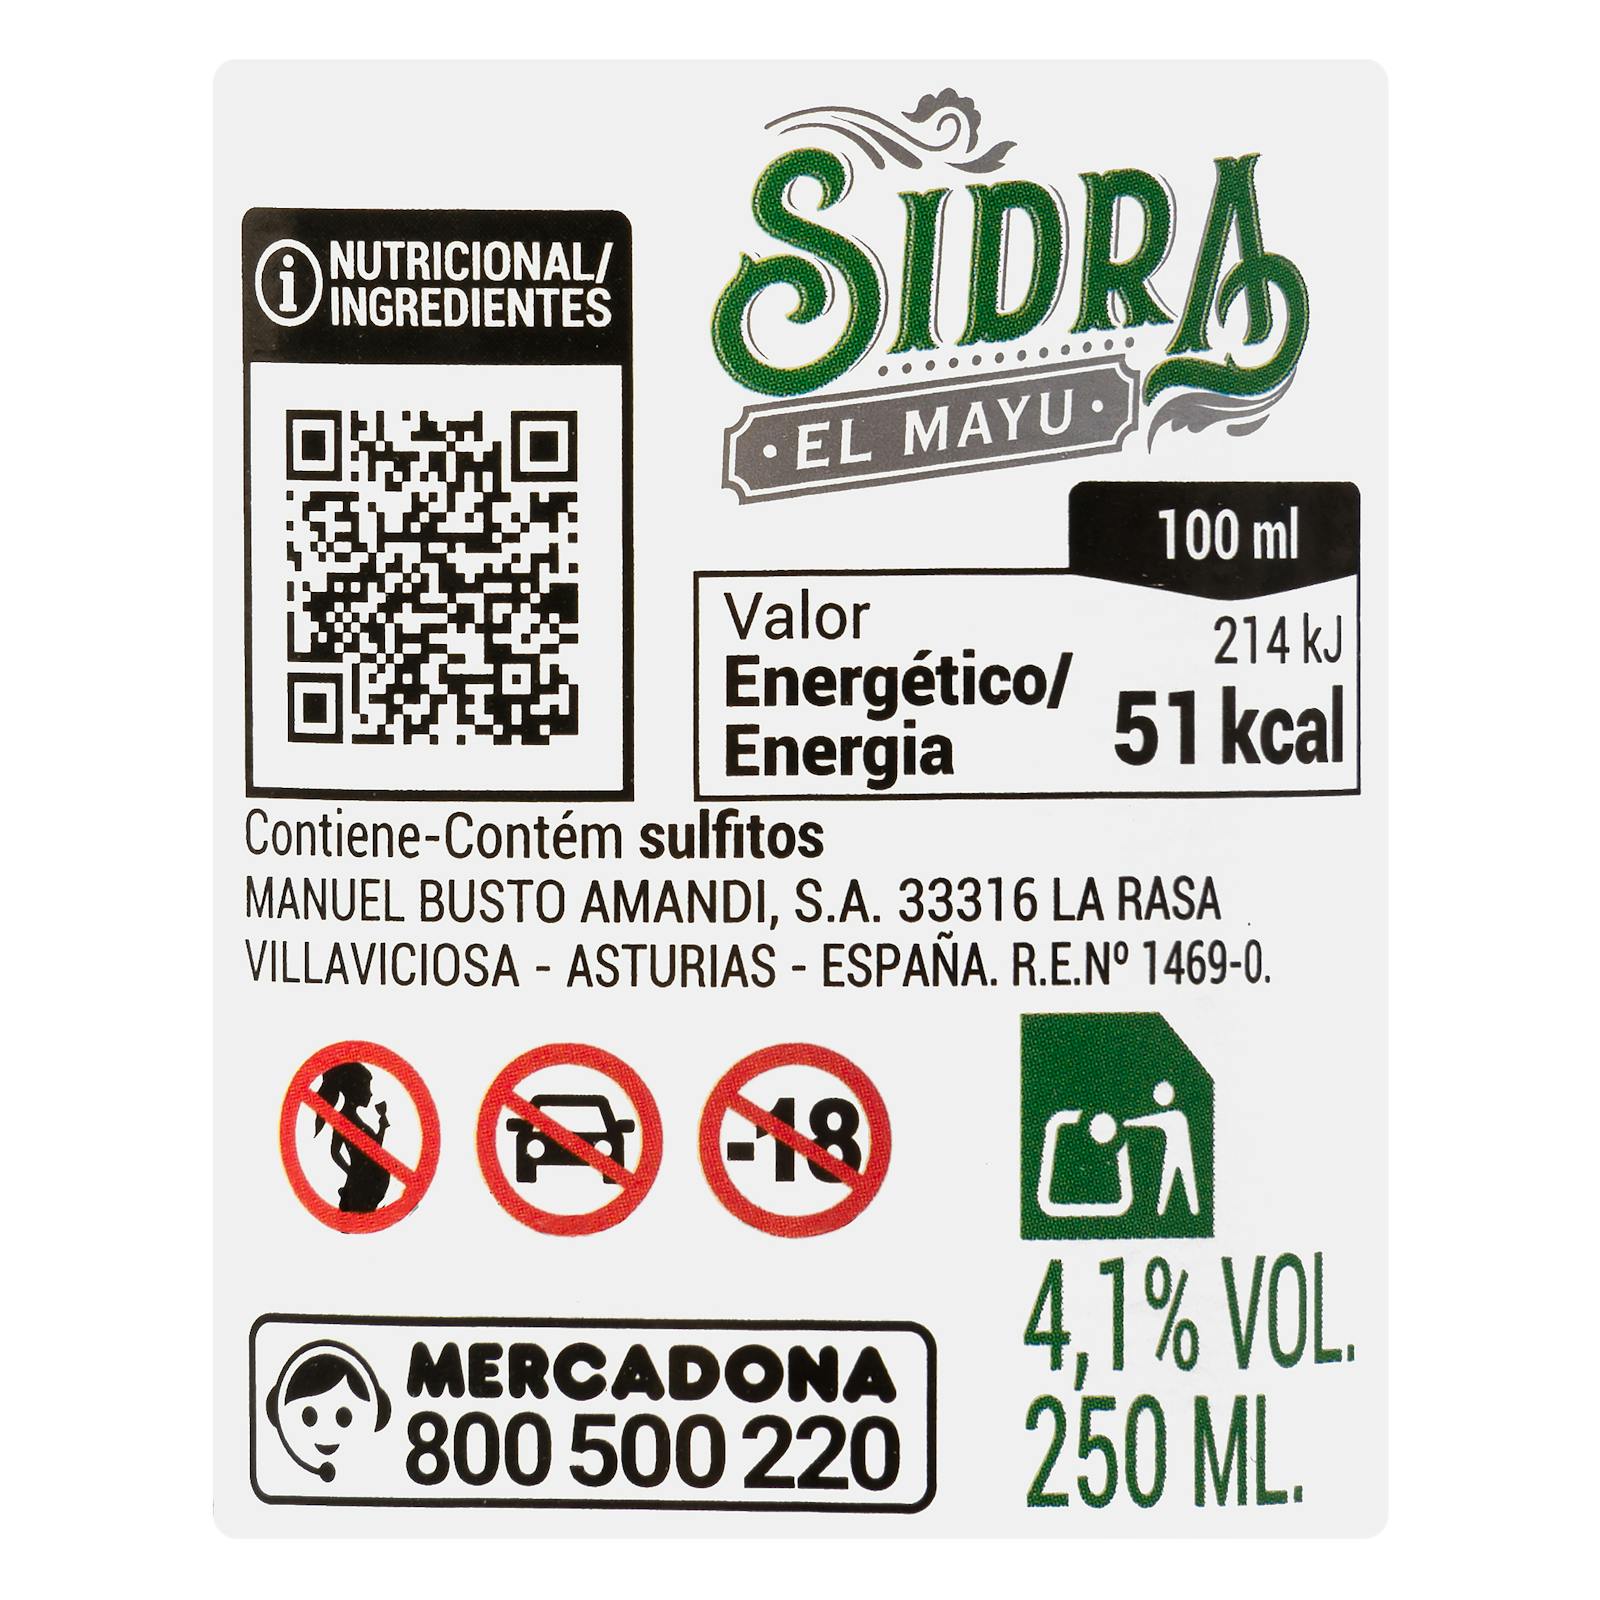 NUTRICIONAL/
INGREDIENTES
SIDRA
EL MAYU
100 ml
Valor
Energético/
Energia
214 kJ
51 kcal
Contiene-Contém sulfitos
MANUEL BUSTO AMANDI, S.A. 33316 LA RASA
VILLAVICIOSA - ASTURIAS - ESPAÑA. R.E.Nº 1469-0.
-18
4,1% VOL.
250 ML.
MERCADONA
800 500 220